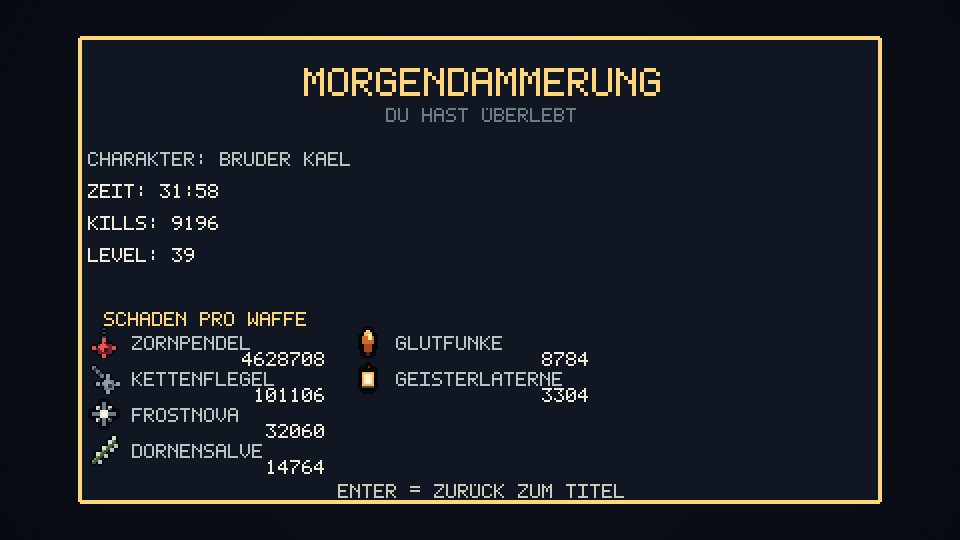 MORGENDAMMERUNG
DU HAST ÜBERLEBT
CHARAKTER: BRUDER KAEL
ZEIT: 31:58
KILLS: 9196
LEVEL: 39
SCHADEN PRO WAFFE
ZORNPENDEL
4628708
KETTENFLEGEL
101106
FROSTNOVA
32060
DORNENSALVE
14764
GLUTFUNKE
8784
GEISTERLATERNE
3304
ENTER = ZURÜCK ZUM TITEL